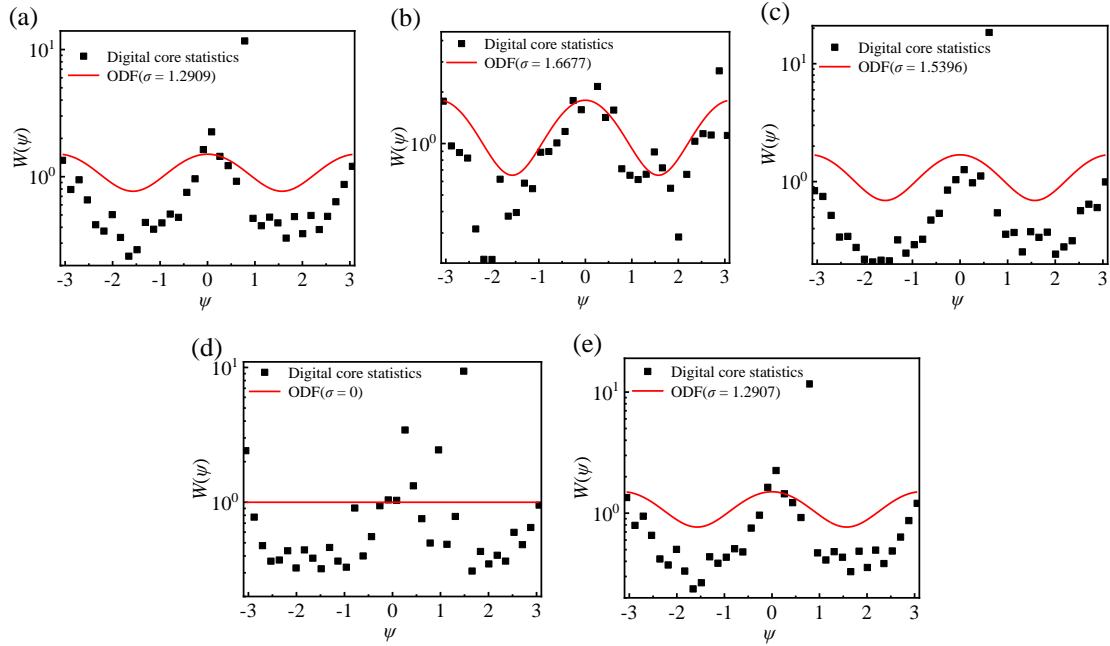 (a)
10¹
10⁰
W(ψ)
Digital core statistics
ODF(σ = 1.2909)
-3 -2 -1 0 1 2 3
ψ
(b)
10⁰
W(ψ)
Digital core statistics
ODF(σ = 1.6677)
-3 -2 -1 0 1 2 3
ψ
(c)
10¹
10⁰
W(ψ)
Digital core statistics
ODF(σ = 1.5396)
-3 -2 -1 0 1 2 3
ψ
(d)
10¹
10⁰
W(ψ)
Digital core statistics
ODF(σ = 0)
-3 -2 -1 0 1 2 3
ψ
(e)
10¹
10⁰
W(ψ)
Digital core statistics
ODF(σ = 1.2907)
-3 -2 -1 0 1 2 3
ψ